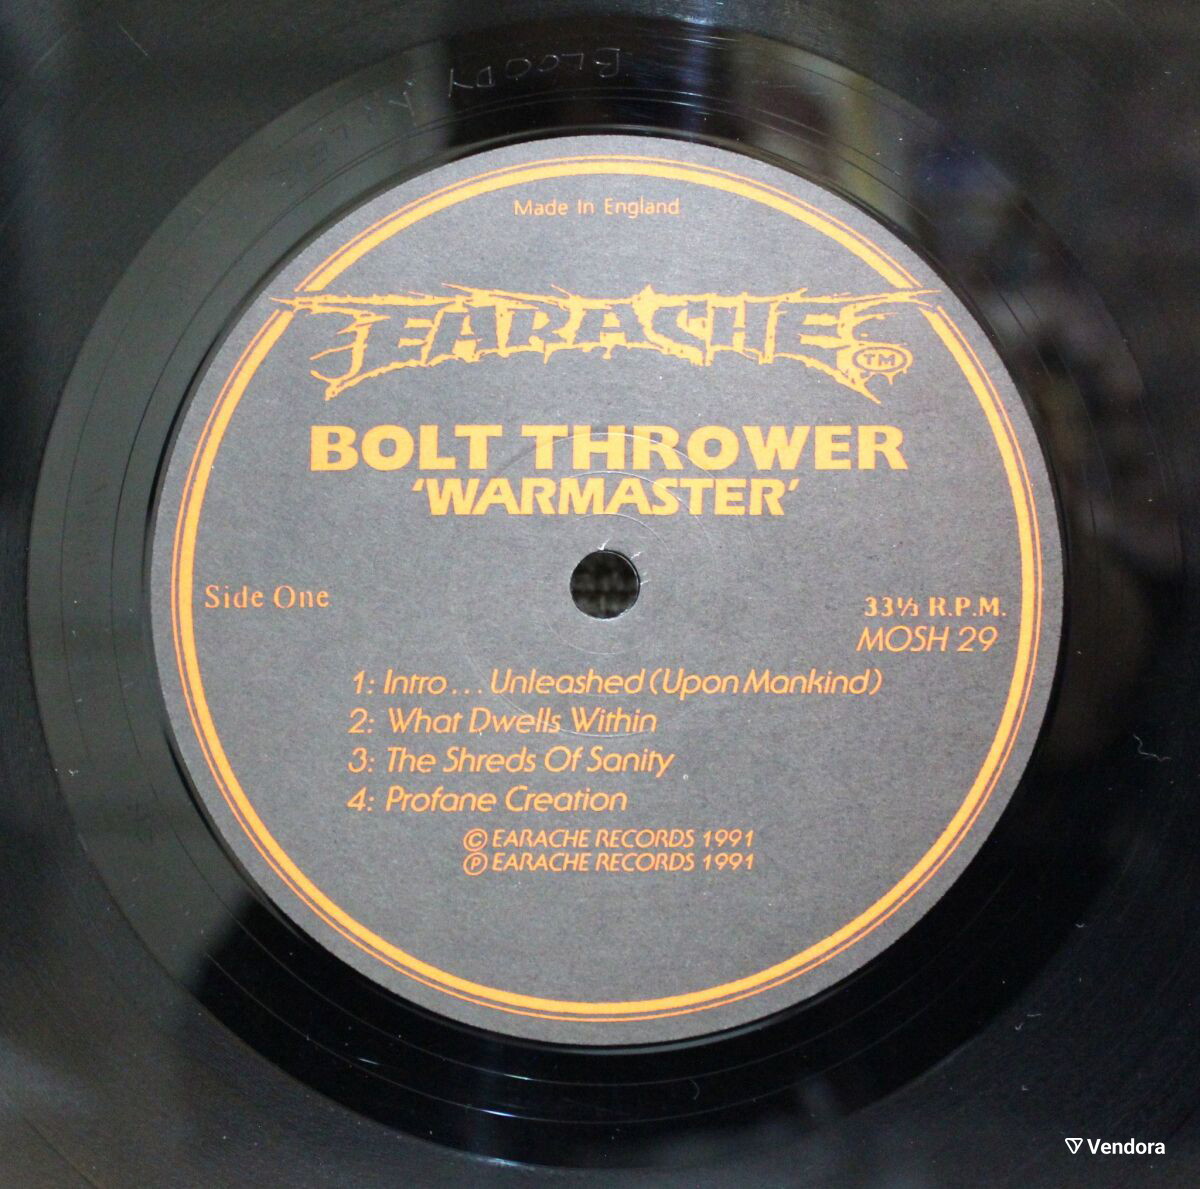 BLOODY
Made In England
EARACHE
TM
BOLT THROWER
'WARMASTER'
Side One
33⅓ R.P.M.
MOSH 29
1: Intro... Unleashed (Upon Mankind)
2: What Dwells Within
3: The Shreds Of Sanity
4: Profane Creation
© EARACHE RECORDS 1991
℗ EARACHE RECORDS 1991
Vendora